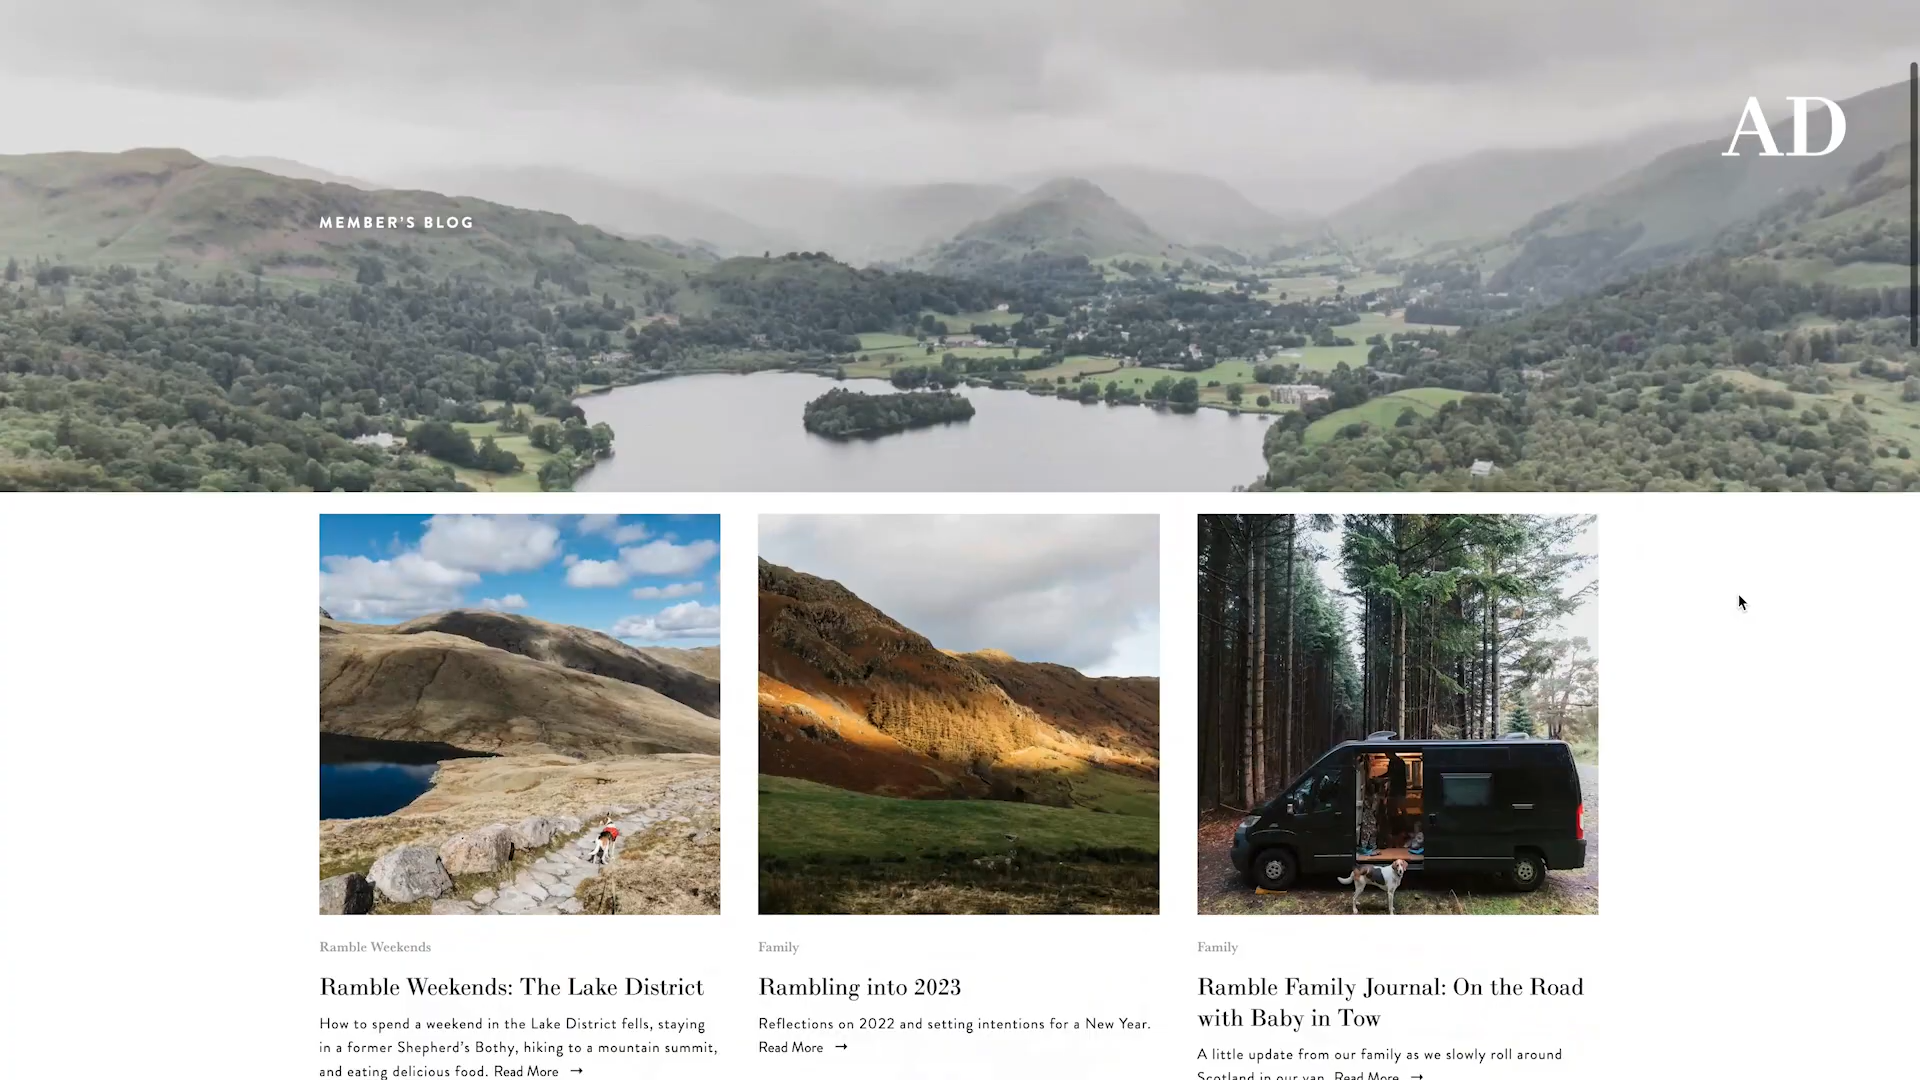 AD
MEMBER’S BLOG
Ramble Weekends
Ramble Weekends: The Lake District
How to spend a weekend in the Lake District fells, staying
in a former Shepherd’s Bothy, hiking to a mountain summit,
and eating delicious food. Read More →
Family
Rambling into 2023
Reflections on 2022 and setting intentions for a New Year.
Read More →
Family
Ramble Family Journal: On the Road
with Baby in Tow
A little update from our family as we slowly roll around
Scotland in our van. Read More →